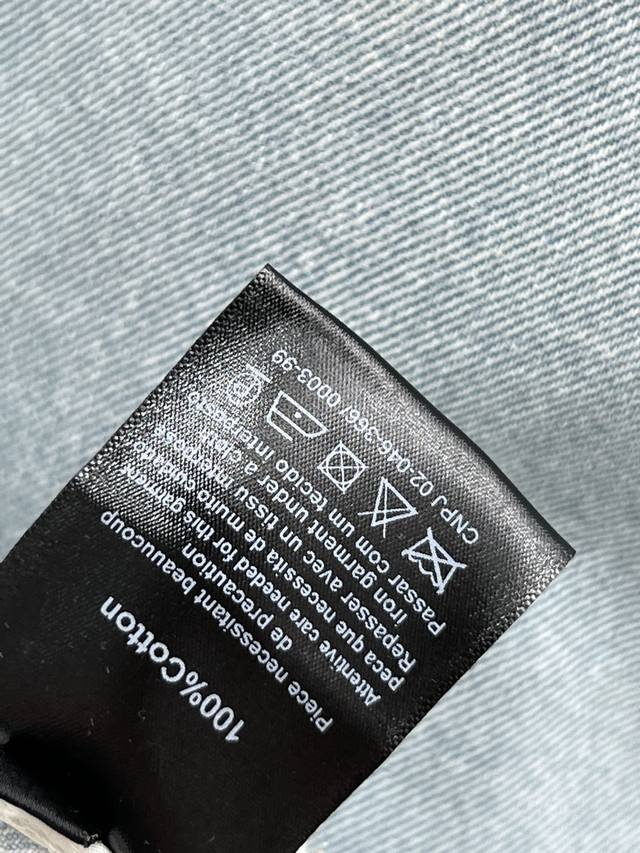 100%Cotton
Piece necessitant beaucoup
de precaution
Attentive care needed for this garment
peca que necessita de muito cuidado
Repasser avec un tissu interpose
Iron garment under a cloth
Passar com um tecido interposto
CNPJ 02-046-366/ 0003-99